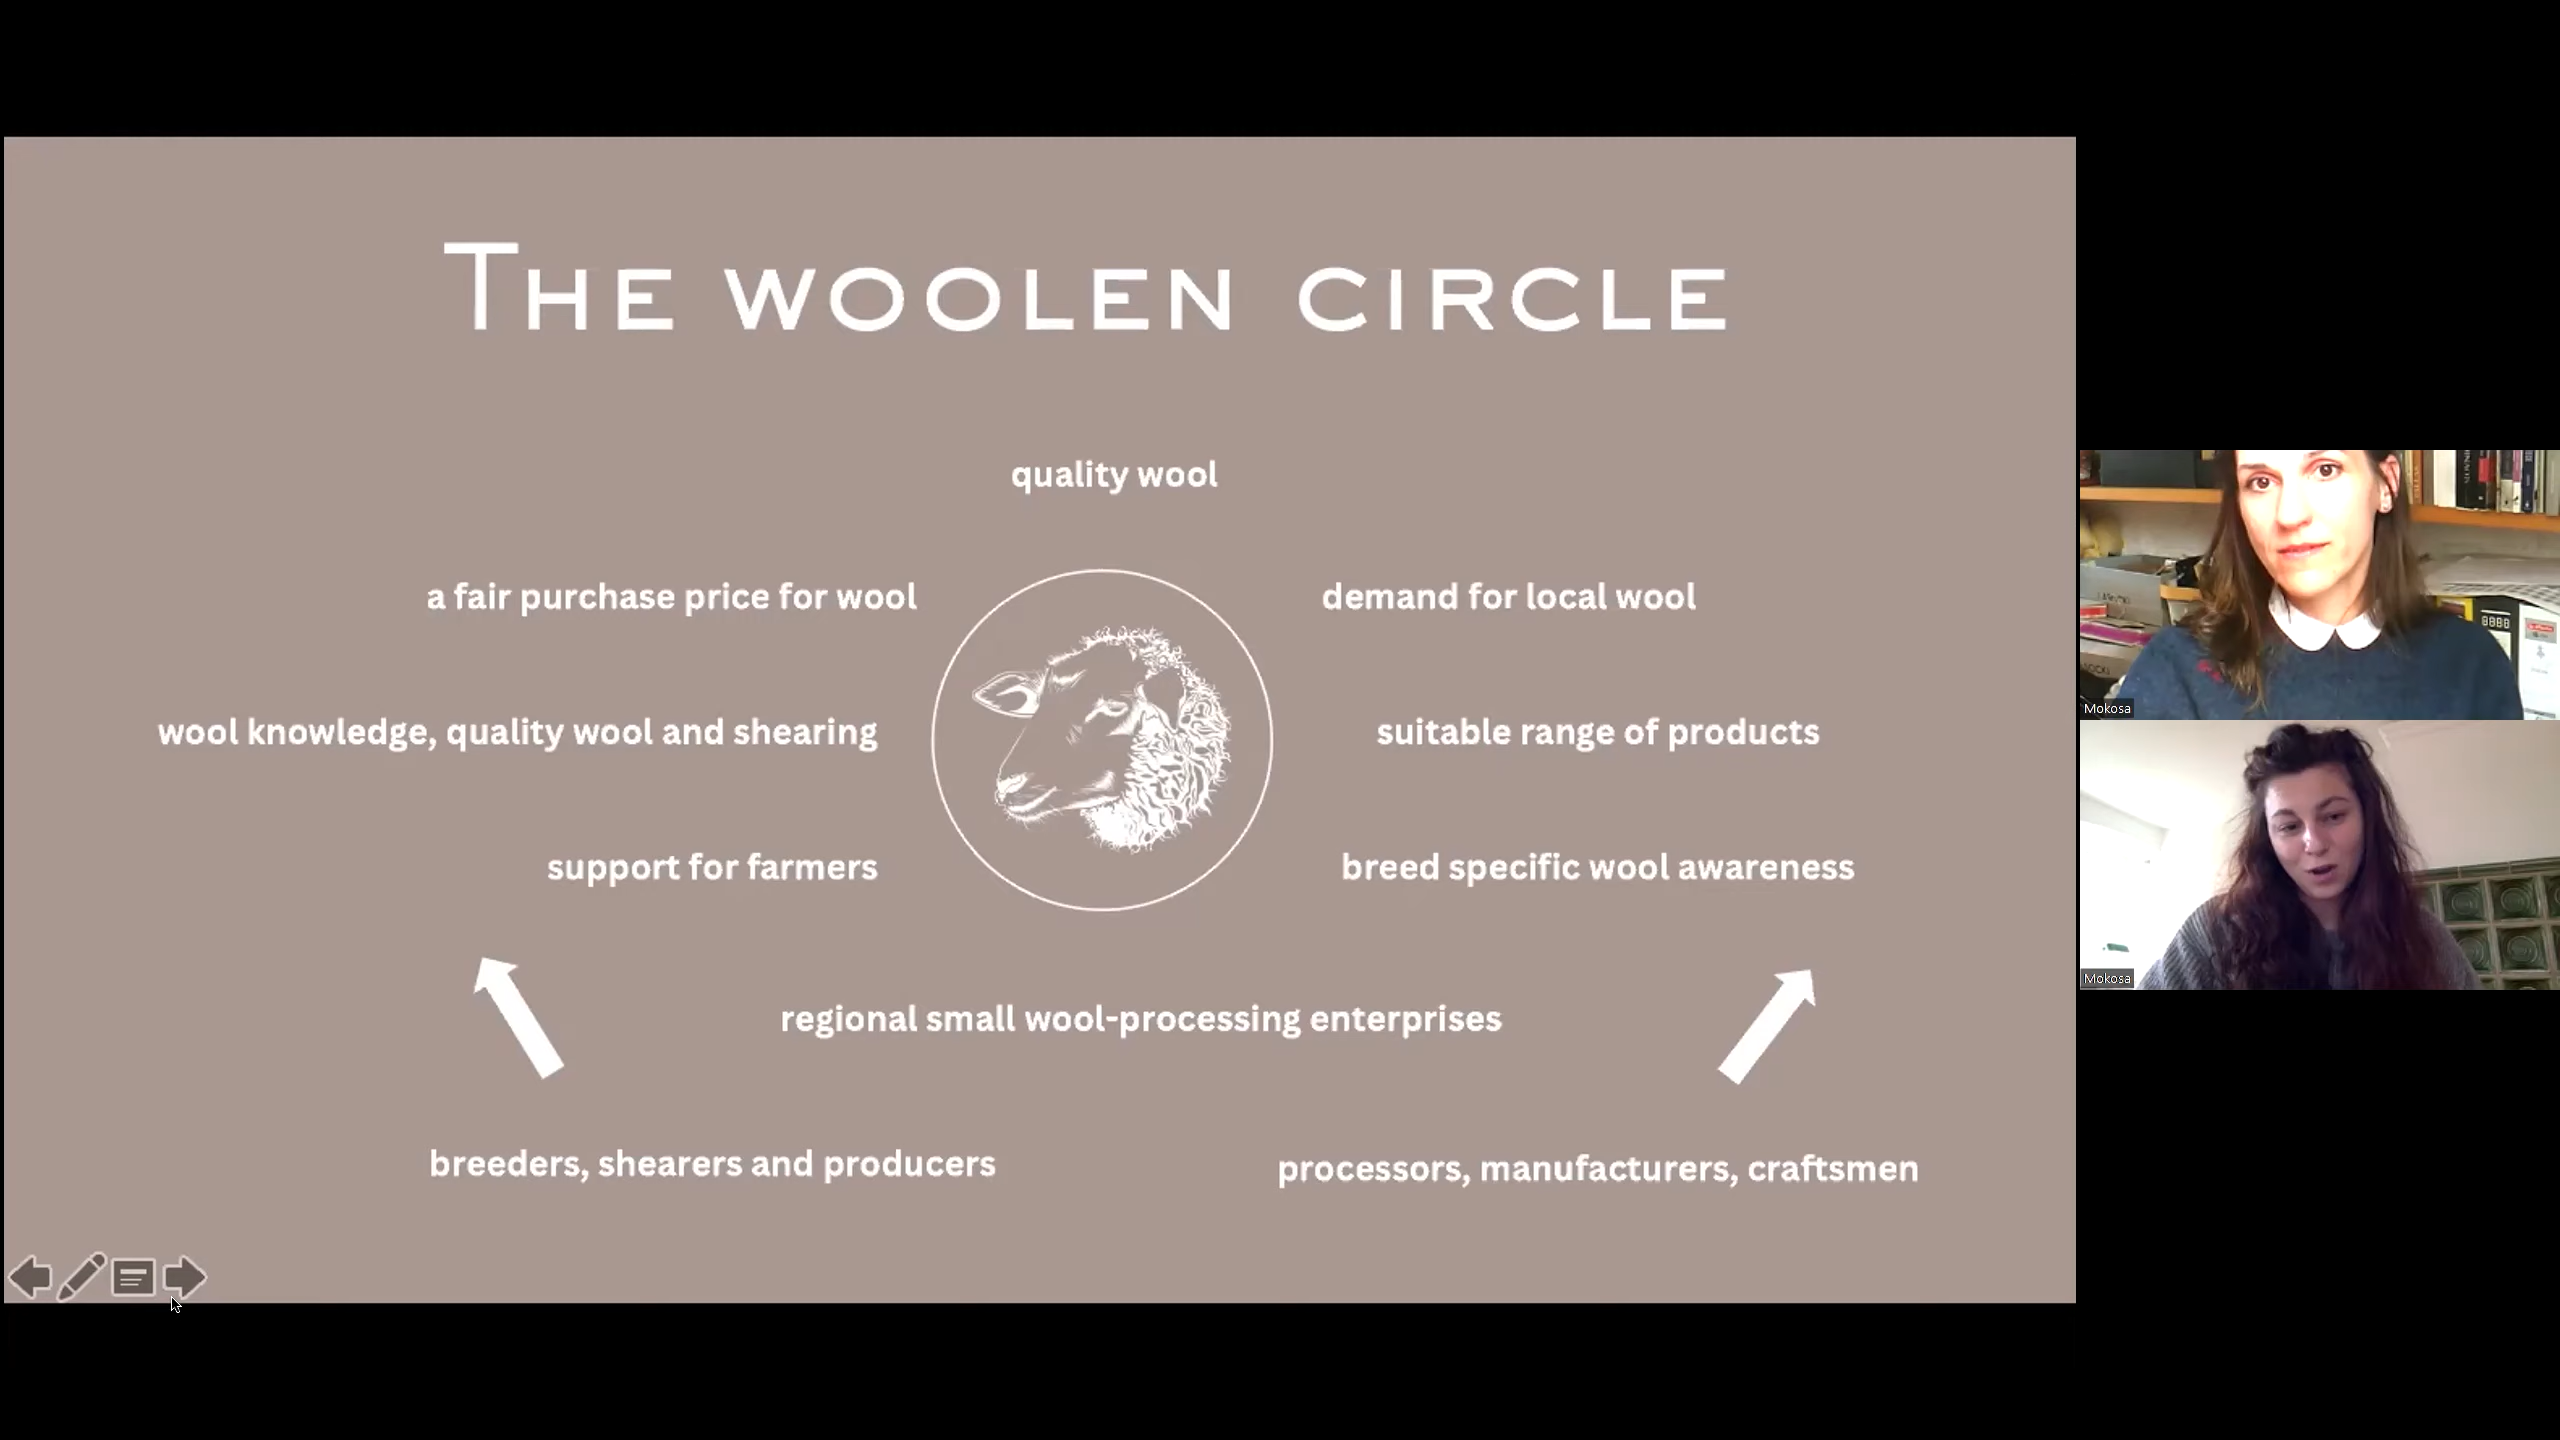 THE WOOLEN CIRCLE
quality wool
a fair purchase price for wool
demand for local wool
wool knowledge, quality wool and shearing
suitable range of products
support for farmers
breed specific wool awareness
regional small wool-processing enterprises
breeders, shearers and producers
processors, manufacturers, craftsmen
Mokosa
Mokosa